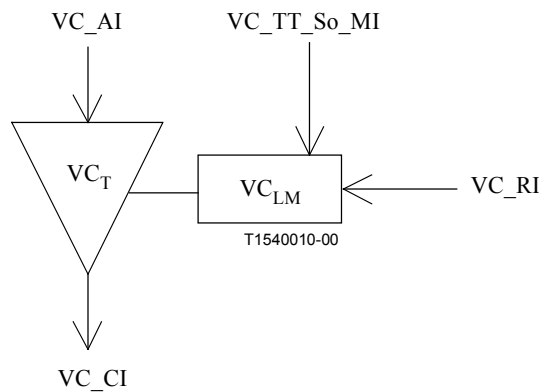 VC_AI
VC_TT_So_MI
VC_T
VC_LM
VC_RI
T1540010-00
VC_CI